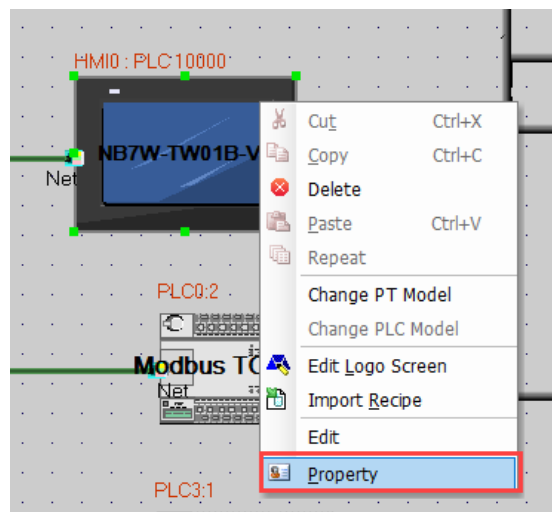 HMI0 : PLC10000
NB7W-TW01B-V
Net
Cut Ctrl+X
Copy Ctrl+C
Delete
Paste Ctrl+V
Repeat
Change PT Model
Change PLC Model
Edit Logo Screen
Import Recipe
Edit
Property
PLC0:2
Modbus TC
Net
PLC3:1